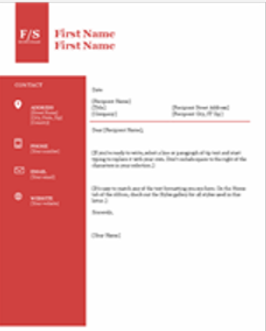 F/S
First Name
First Name
CONTACT
ADDRESS
[Street Name]
[City, State, Zip]
[Country]
PHONE
[Your number]
EMAIL
[Your email]
WEBSITE
[Your website]
Date
[Recipient Name]
[Title]
[Company]
[Recipient Street Address]
[Recipient City, ST Zip]
Dear [Recipient Name],
[If you're ready to write, select a line or paragraph of tip text and start
typing to replace it with your own. Don't include space to the right of the
characters in your selection.]
[It's easy to match any of the text formatting you see here. On the Home
tab of the ribbon, check out the Styles gallery for all styles used in this
letter.]
Sincerely,
[Your Name]